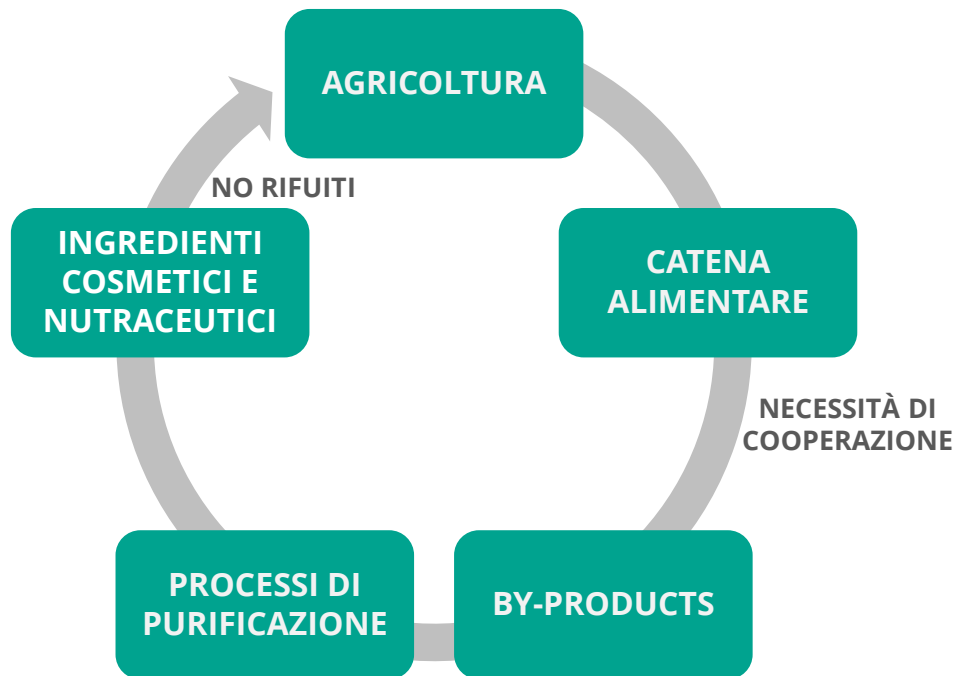 AGRICOLTURA
NO RIFIUTI
INGREDIENTI
COSMETICI E
NUTRACEUTICI
CATENA
ALIMENTARE
NECESSITÀ DI
COOPERAZIONE
PROCESSI DI
PURIFICAZIONE
BY-PRODUCTS